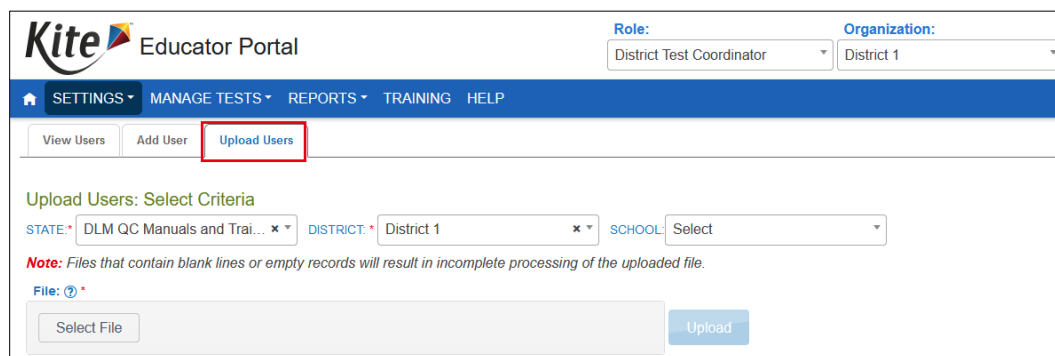 Kite Educator Portal
Role:
District Test Coordinator
Organization:
District 1
SETTINGS MANAGE TESTS REPORTS TRAINING HELP
View Users Add User Upload Users
Upload Users: Select Criteria
STATE:* DLM QC Manuals and Trai... × DISTRICT: * District 1 × SCHOOL: Select
Note: Files that contain blank lines or empty records will result in incomplete processing of the uploaded file.
File: ? *
Select File Upload